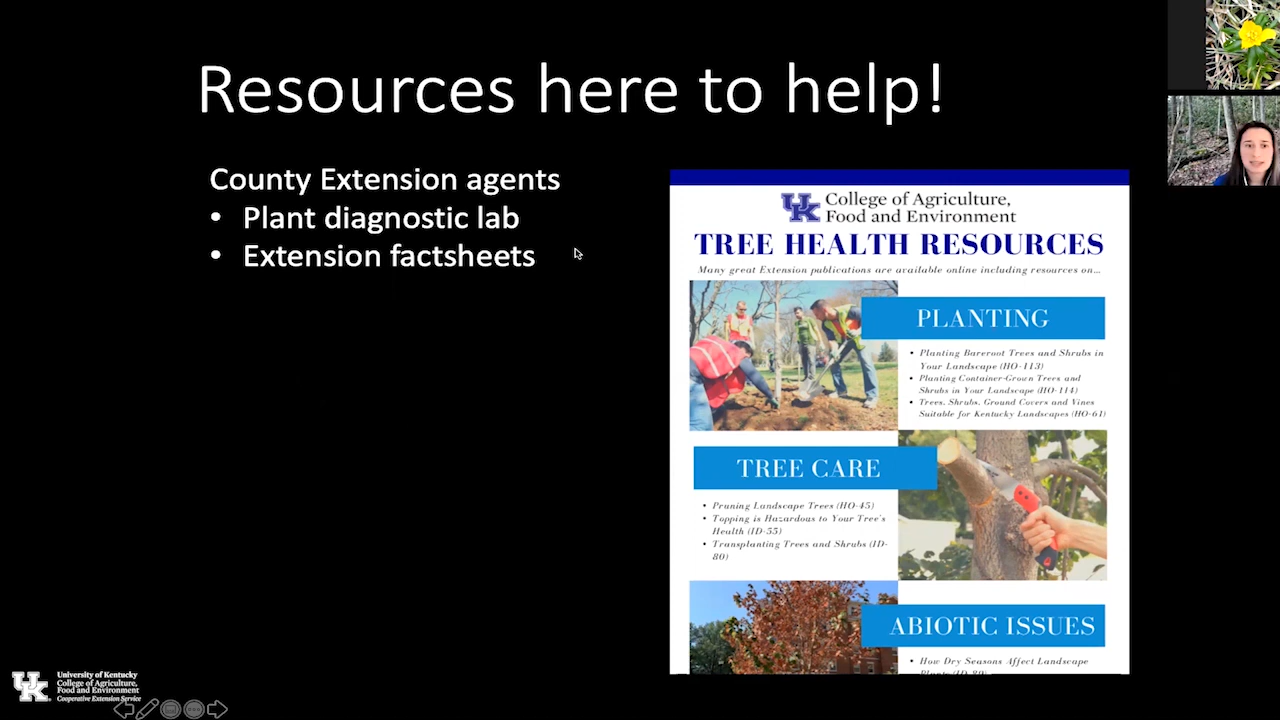 Resources here to help!
County Extension agents
• Plant diagnostic lab
• Extension factsheets
UK College of Agriculture,
Food and Environment
TREE HEALTH RESOURCES
Many great Extension publications are available online including resources on...
PLANTING
• Planting Bareroot Trees and Shrubs in
Your Landscape (HO-113)
• Planting Container-Grown Trees and
Shrubs in Your Landscape (HO-114)
• Trees, Shrubs, Ground Covers and Vines
Suitable for Kentucky Landscapes (HO-61)
TREE CARE
• Pruning Landscape Trees (HO-45)
• Topping is Hazardous to Your Tree's
Health (ID-55)
• Transplanting Trees and Shrubs (ID-
80)
ABIOTIC ISSUES
• How Dry Seasons Affect Landscape
UK University of Kentucky
College of Agriculture,
Food and Environment
Cooperative Extension Service